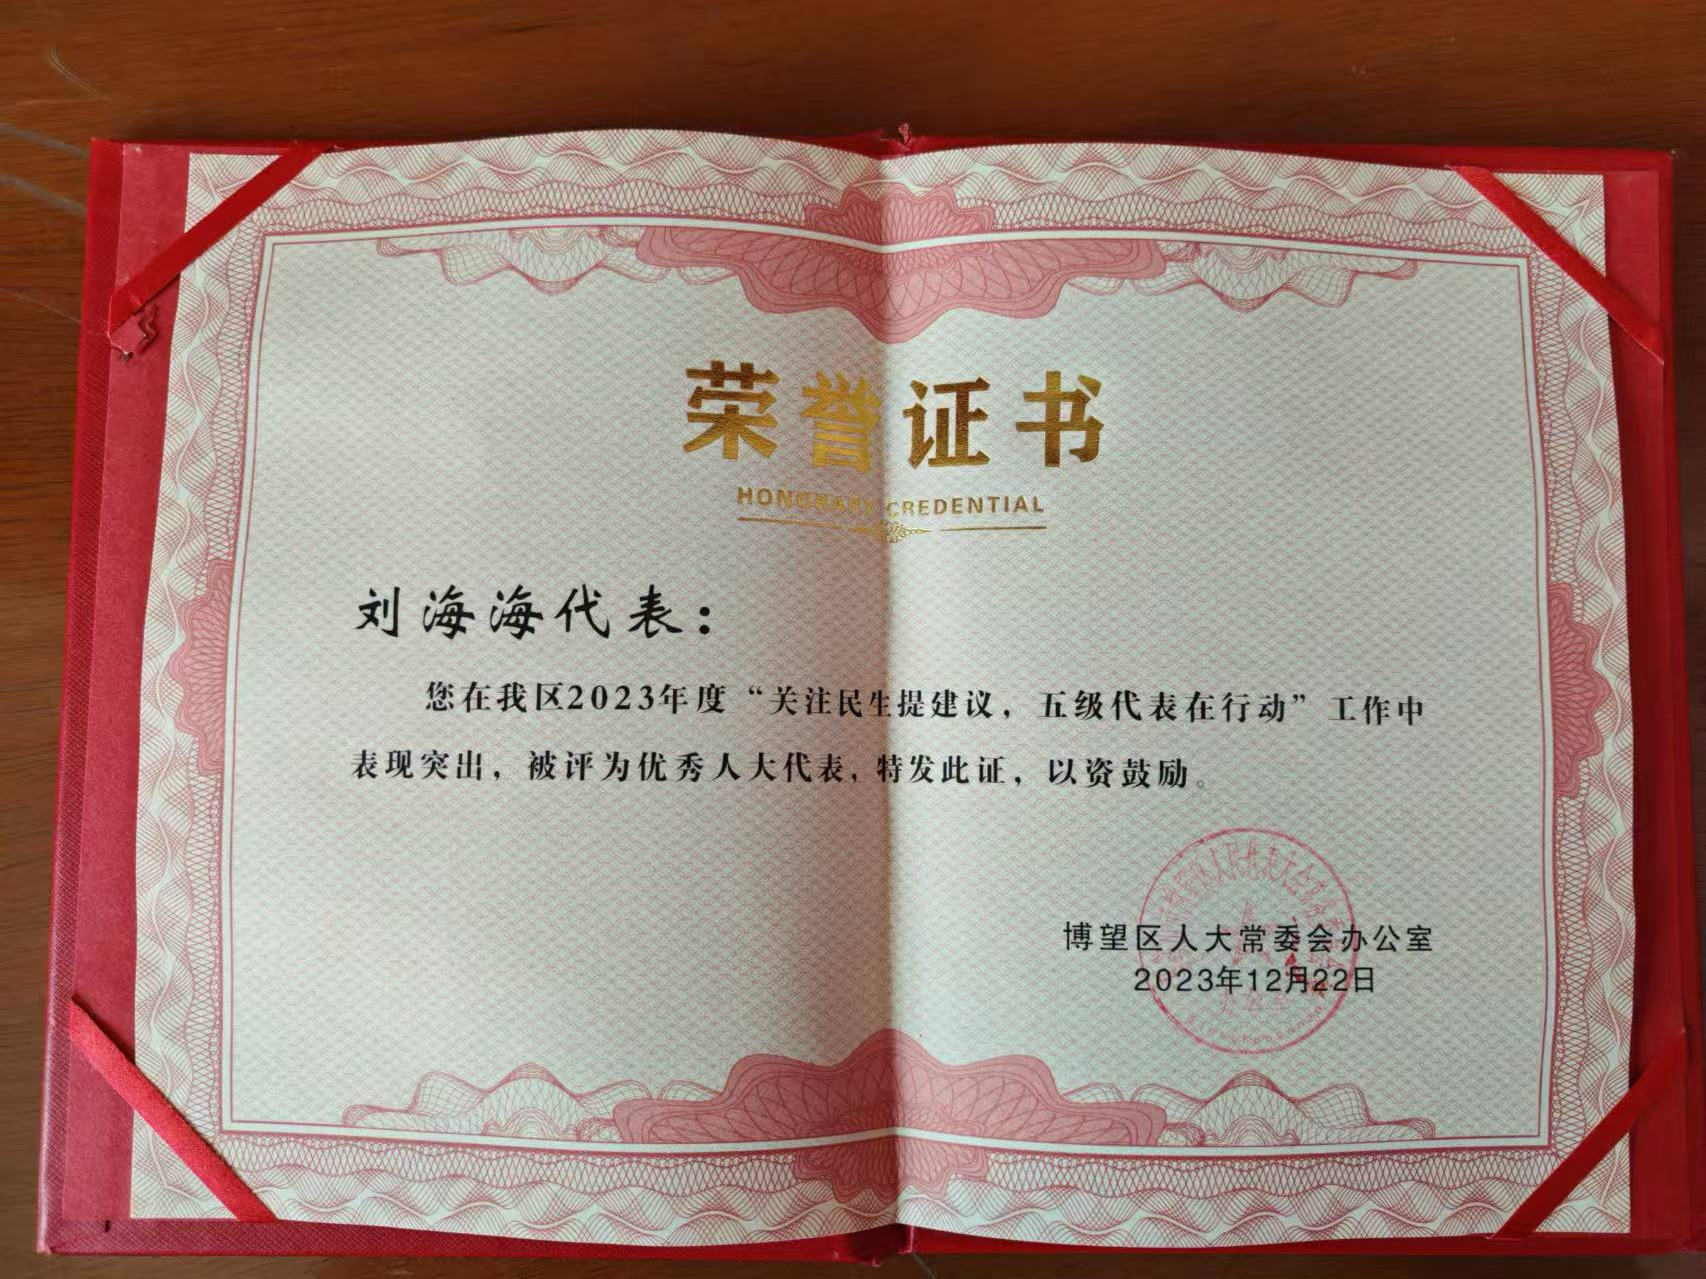 荣誉证书
HONORARY CREDENTIAL
刘海海代表：
您在我区2023年度“关注民生提建议，五级代表在行动”工作中
表现突出，被评为优秀人大代表，特发此证，以资鼓励。
博望区人大常委会办公室
2023年12月22日